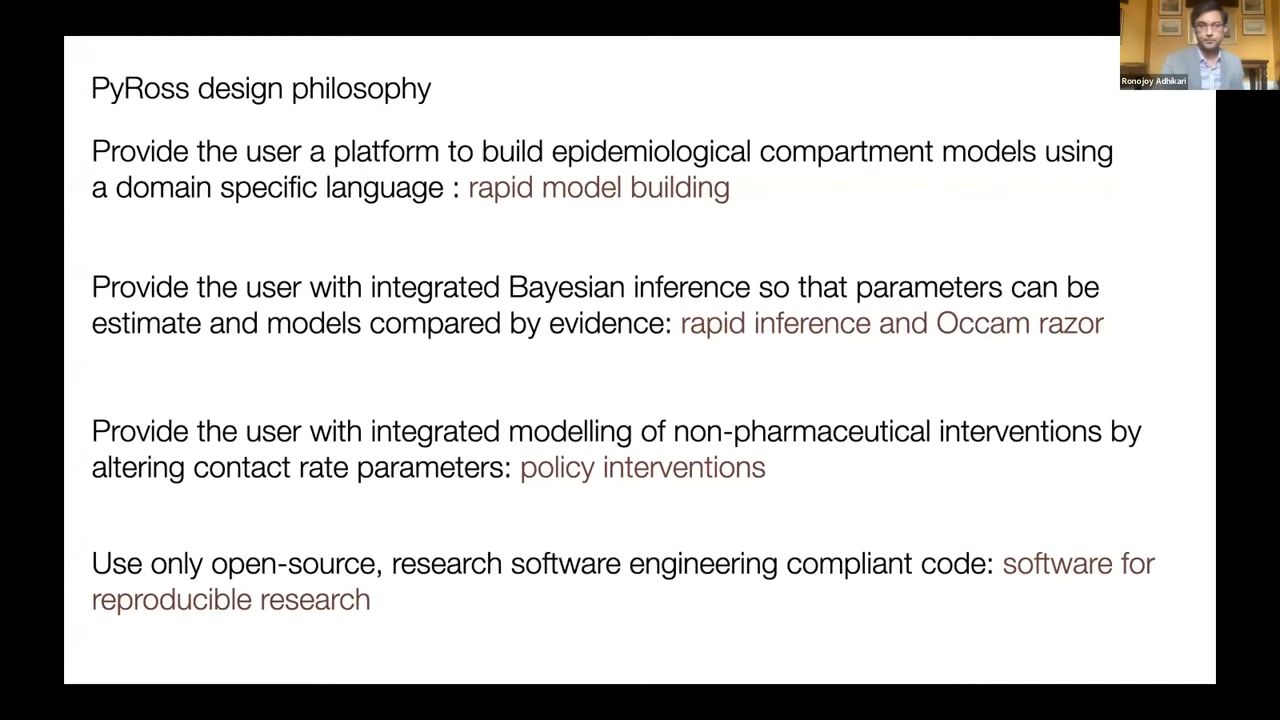 PyRoss design philosophy
Provide the user a platform to build epidemiological compartment models using
a domain specific language : rapid model building
Provide the user with integrated Bayesian inference so that parameters can be
estimate and models compared by evidence: rapid inference and Occam razor
Provide the user with integrated modelling of non-pharmaceutical interventions by
altering contact rate parameters: policy interventions
Use only open-source, research software engineering compliant code: software for
reproducible research
Ronojoy Adhikari